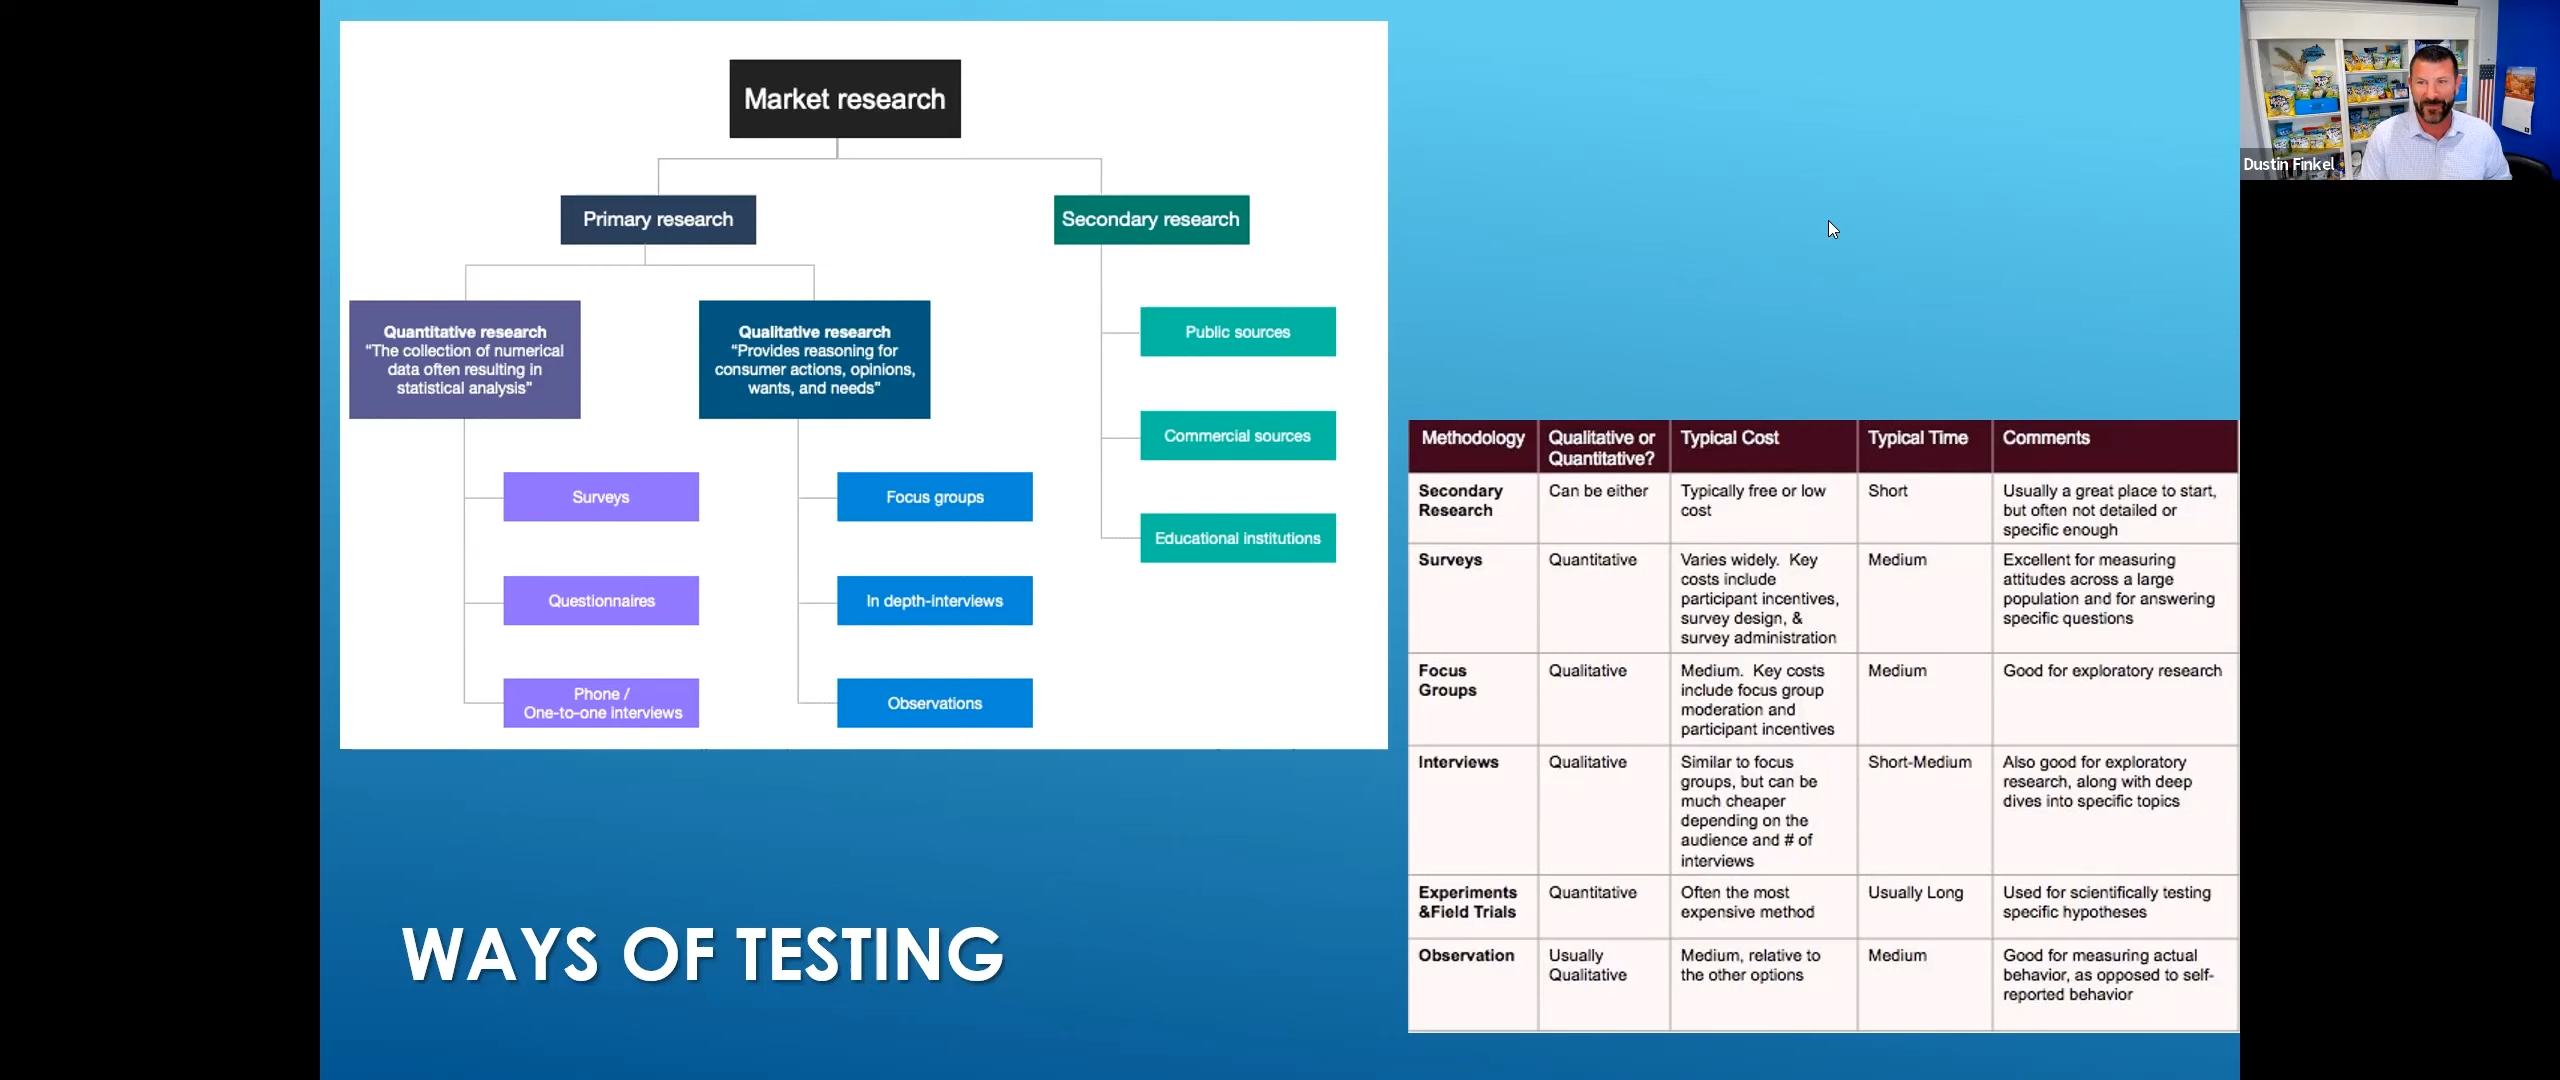 Market research
Primary research
Secondary research
Quantitative research
“The collection of numerical
data often resulting in
statistical analysis”
Qualitative research
“Provides reasoning for
consumer actions, opinions,
wants, and needs”
Surveys
Questionnaires
Phone /
One-to-one interviews
Focus groups
In depth-interviews
Observations
Public sources
Commercial sources
Educational institutions
WAYS OF TESTING
Methodology
Qualitative or
Quantitative?
Typical Cost
Typical Time
Comments
Secondary
Research
Can be either
Typically free or low
cost
Short
Usually a great place to start,
but often not detailed or
specific enough
Surveys
Quantitative
Varies widely. Key
costs include
participant incentives,
survey design, &
survey administration
Medium
Excellent for measuring
attitudes across a large
population and for answering
specific questions
Focus
Groups
Qualitative
Medium. Key costs
include focus group
moderation and
participant incentives
Medium
Good for exploratory research
Interviews
Qualitative
Similar to focus
groups, but can be
much cheaper
depending on the
audience and # of
interviews
Short-Medium
Also good for exploratory
research, along with deep
dives into specific topics
Experiments
&Field Trials
Quantitative
Often the most
expensive method
Usually Long
Used for scientifically testing
specific hypotheses
Observation
Usually
Qualitative
Medium, relative to
the other options
Medium
Good for measuring actual
behavior, as opposed to self-
reported behavior
Dustin Finkel